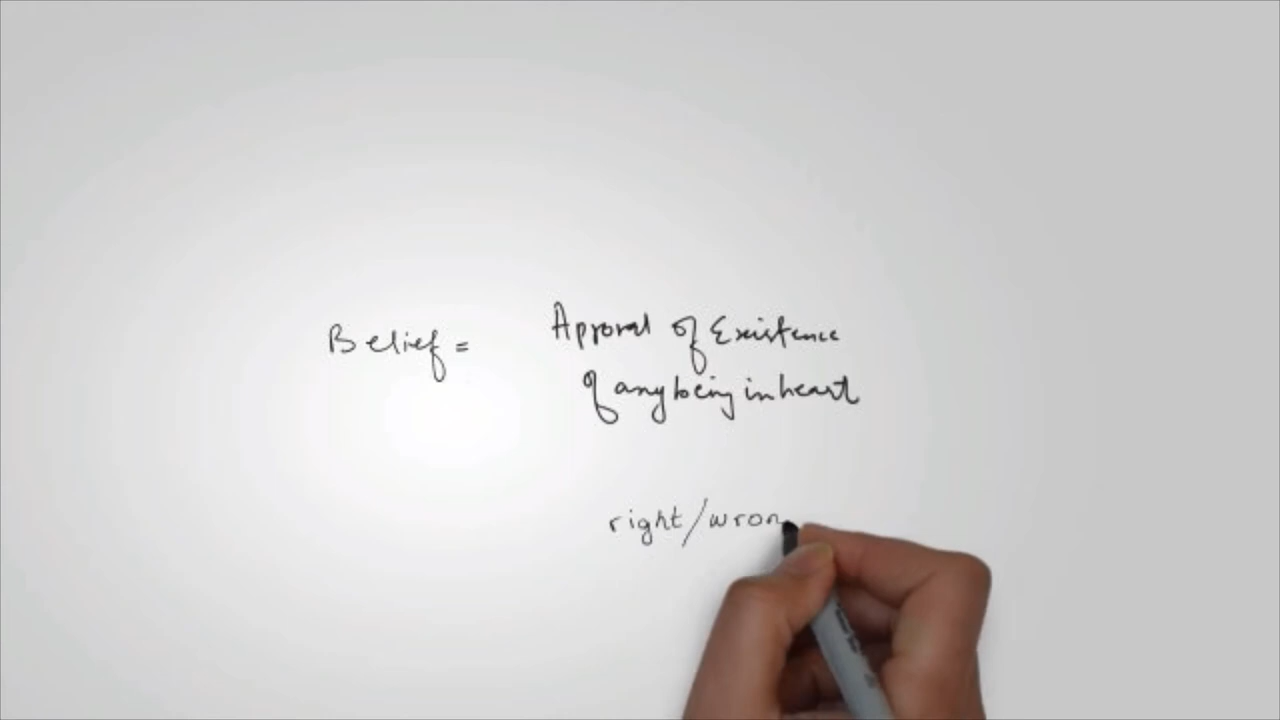 Belief = Approval of Existence
of any being in heart
right/wron